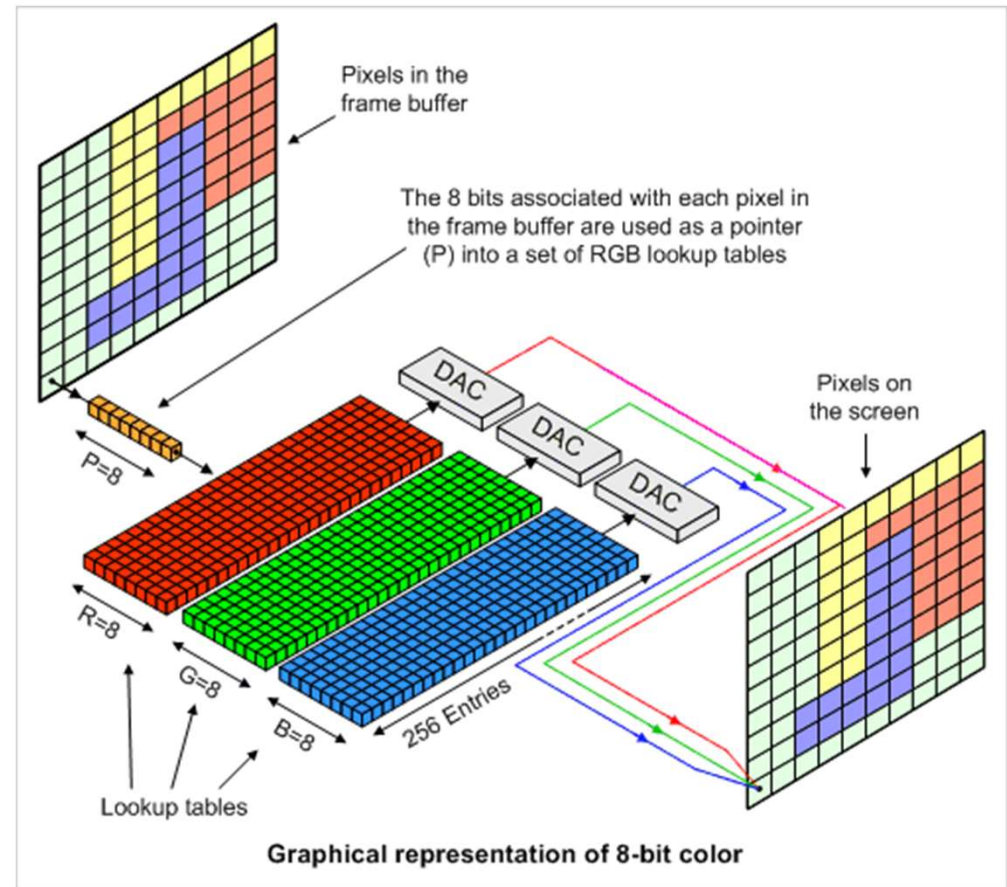 Pixels in the
frame buffer
The 8 bits associated with each pixel in
the frame buffer are used as a pointer
(P) into a set of RGB lookup tables
DAC
DAC
DAC
Pixels on
the screen
P=8
R=8
G=8
B=8
256 Entries
Lookup tables
Graphical representation of 8-bit color